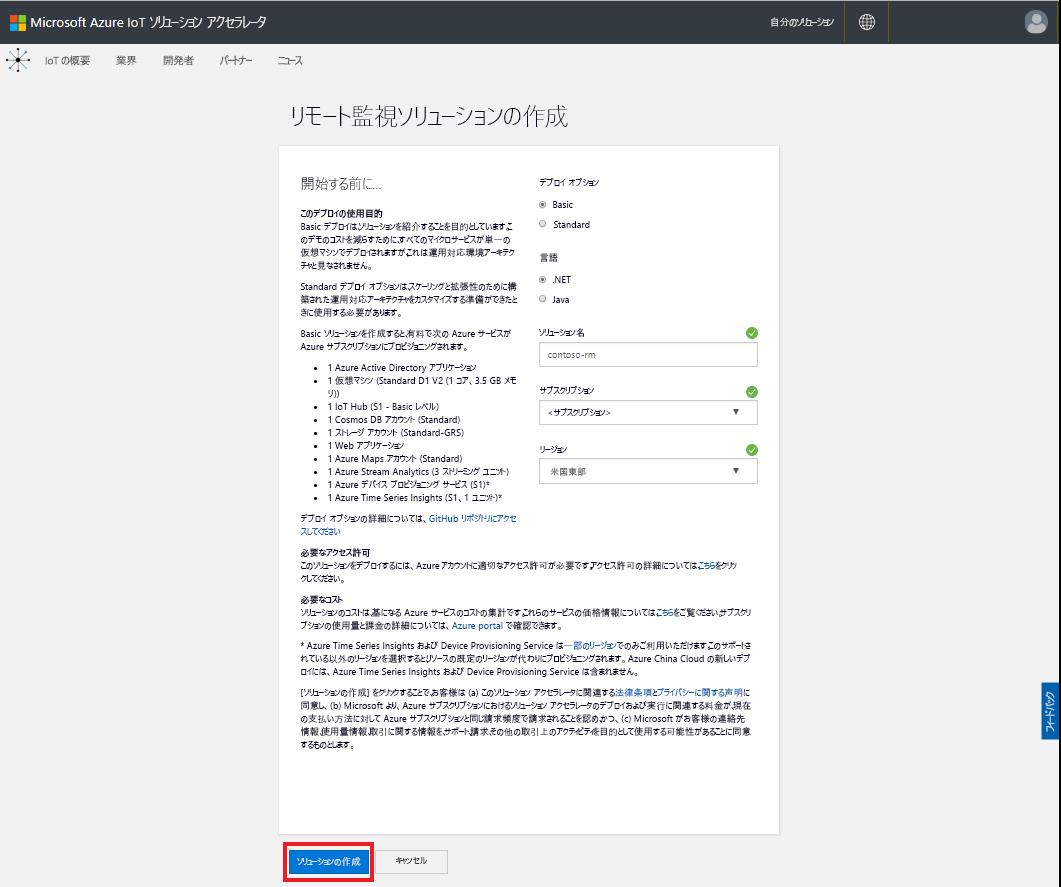 Microsoft Azure IoT ソリューション アクセラレータ
自分のソリューション
IoT の概要 業界 開発者 パートナー ニュース
リモート監視ソリューションの作成
開始する前に...
このデプロイの使用目的
Basic デプロイは、ソリューションを紹介することを目的としています。こ
のデモのコストを減らすために、すべてのマイクロサービスが単一の
仮想マシンでデプロイされますが、これは運用対応環境アーキテク
チャと見なされません。
Standard デプロイ オプションは、スケーリングと拡張性のために構
築された運用対応アーキテクチャをカスタマイズする準備ができたと
きに使用する必要があります。
Basic ソリューションを作成すると、有料で次の Azure サービスが
Azure サブスクリプションにプロビジョニングされます。
• 1 Azure Active Directory アプリケーション
• 1 仮想マシン (Standard D1 V2 (1 コア、3.5 GB メモ
リ))
• 1 IoT Hub (S1 - Basic レベル)
• 1 Cosmos DB アカウント (Standard)
• 1 ストレージ アカウント (Standard-GRS)
• 1 Web アプリケーション
• 1 Azure Maps アカウント (Standard)
• 1 Azure Stream Analytics (3 ストリーミング ユニット)
• 1 Azure デバイス プロビジョニング サービス (S1)*
• 1 Azure Time Series Insights (S1、1 ユニット)*
デプロイ オプションの詳細については、GitHub リポジトリにアクセ
スしてください
デプロイ オプション
Basic
Standard
言語
.NET
Java
ソリューション名
contoso-rm
サブスクリプション
<サブスクリプション>
リージョン
米国東部
必要なアクセス許可
このソリューションをデプロイするには、Azure アカウントに適切なアクセス許可が必要です。アクセス許可の詳細については、こちらをクリッ
クしてください。
必要なコスト
ソリューションのコストは、基になる Azure サービスのコストの集計です。これらのサービスの価格情報についてはこちらをご覧ください。サブスクリ
プションの使用量と課金の詳細については、Azure portal で確認できます。
* Azure Time Series Insights および Device Provisioning Service は一部のリージョンでのみご利用いただけます。このサポートさ
れている以外のリージョンを選択するとリソースの既定のリージョンが代わりにプロビジョニングされます。Azure China Cloud の新しいデプ
ロイには、Azure Time Series Insights および Device Provisioning Service は含まれません。
[ソリューションの作成] をクリックすることで、お客様は (a) このソリューション アクセラレータに関連する法律条項とプライバシーに関する声明に
同意し、(b) Microsoft より、Azure サブスクリプションにおけるソリューション アクセラレータのデプロイおよび実行に関連する料金が、現在
の支払い方法に対して Azure サブスクリプションと同じ請求頻度で請求されることを認めかつ、(c) Microsoft がお客様の連絡先
情報、使用量情報、取引に関する情報を、サポート、請求、その他の取引上のアクティビティを目的として使用する可能性があることに同意
するものとします。
フィードバック
ソリューションの作成
キャンセル